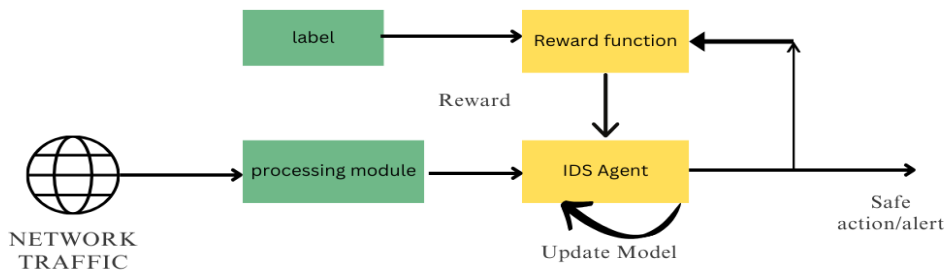 label
Reward function
Reward
processing module
IDS Agent
Safe
action/alert
NETWORK
TRAFFIC
Update Model